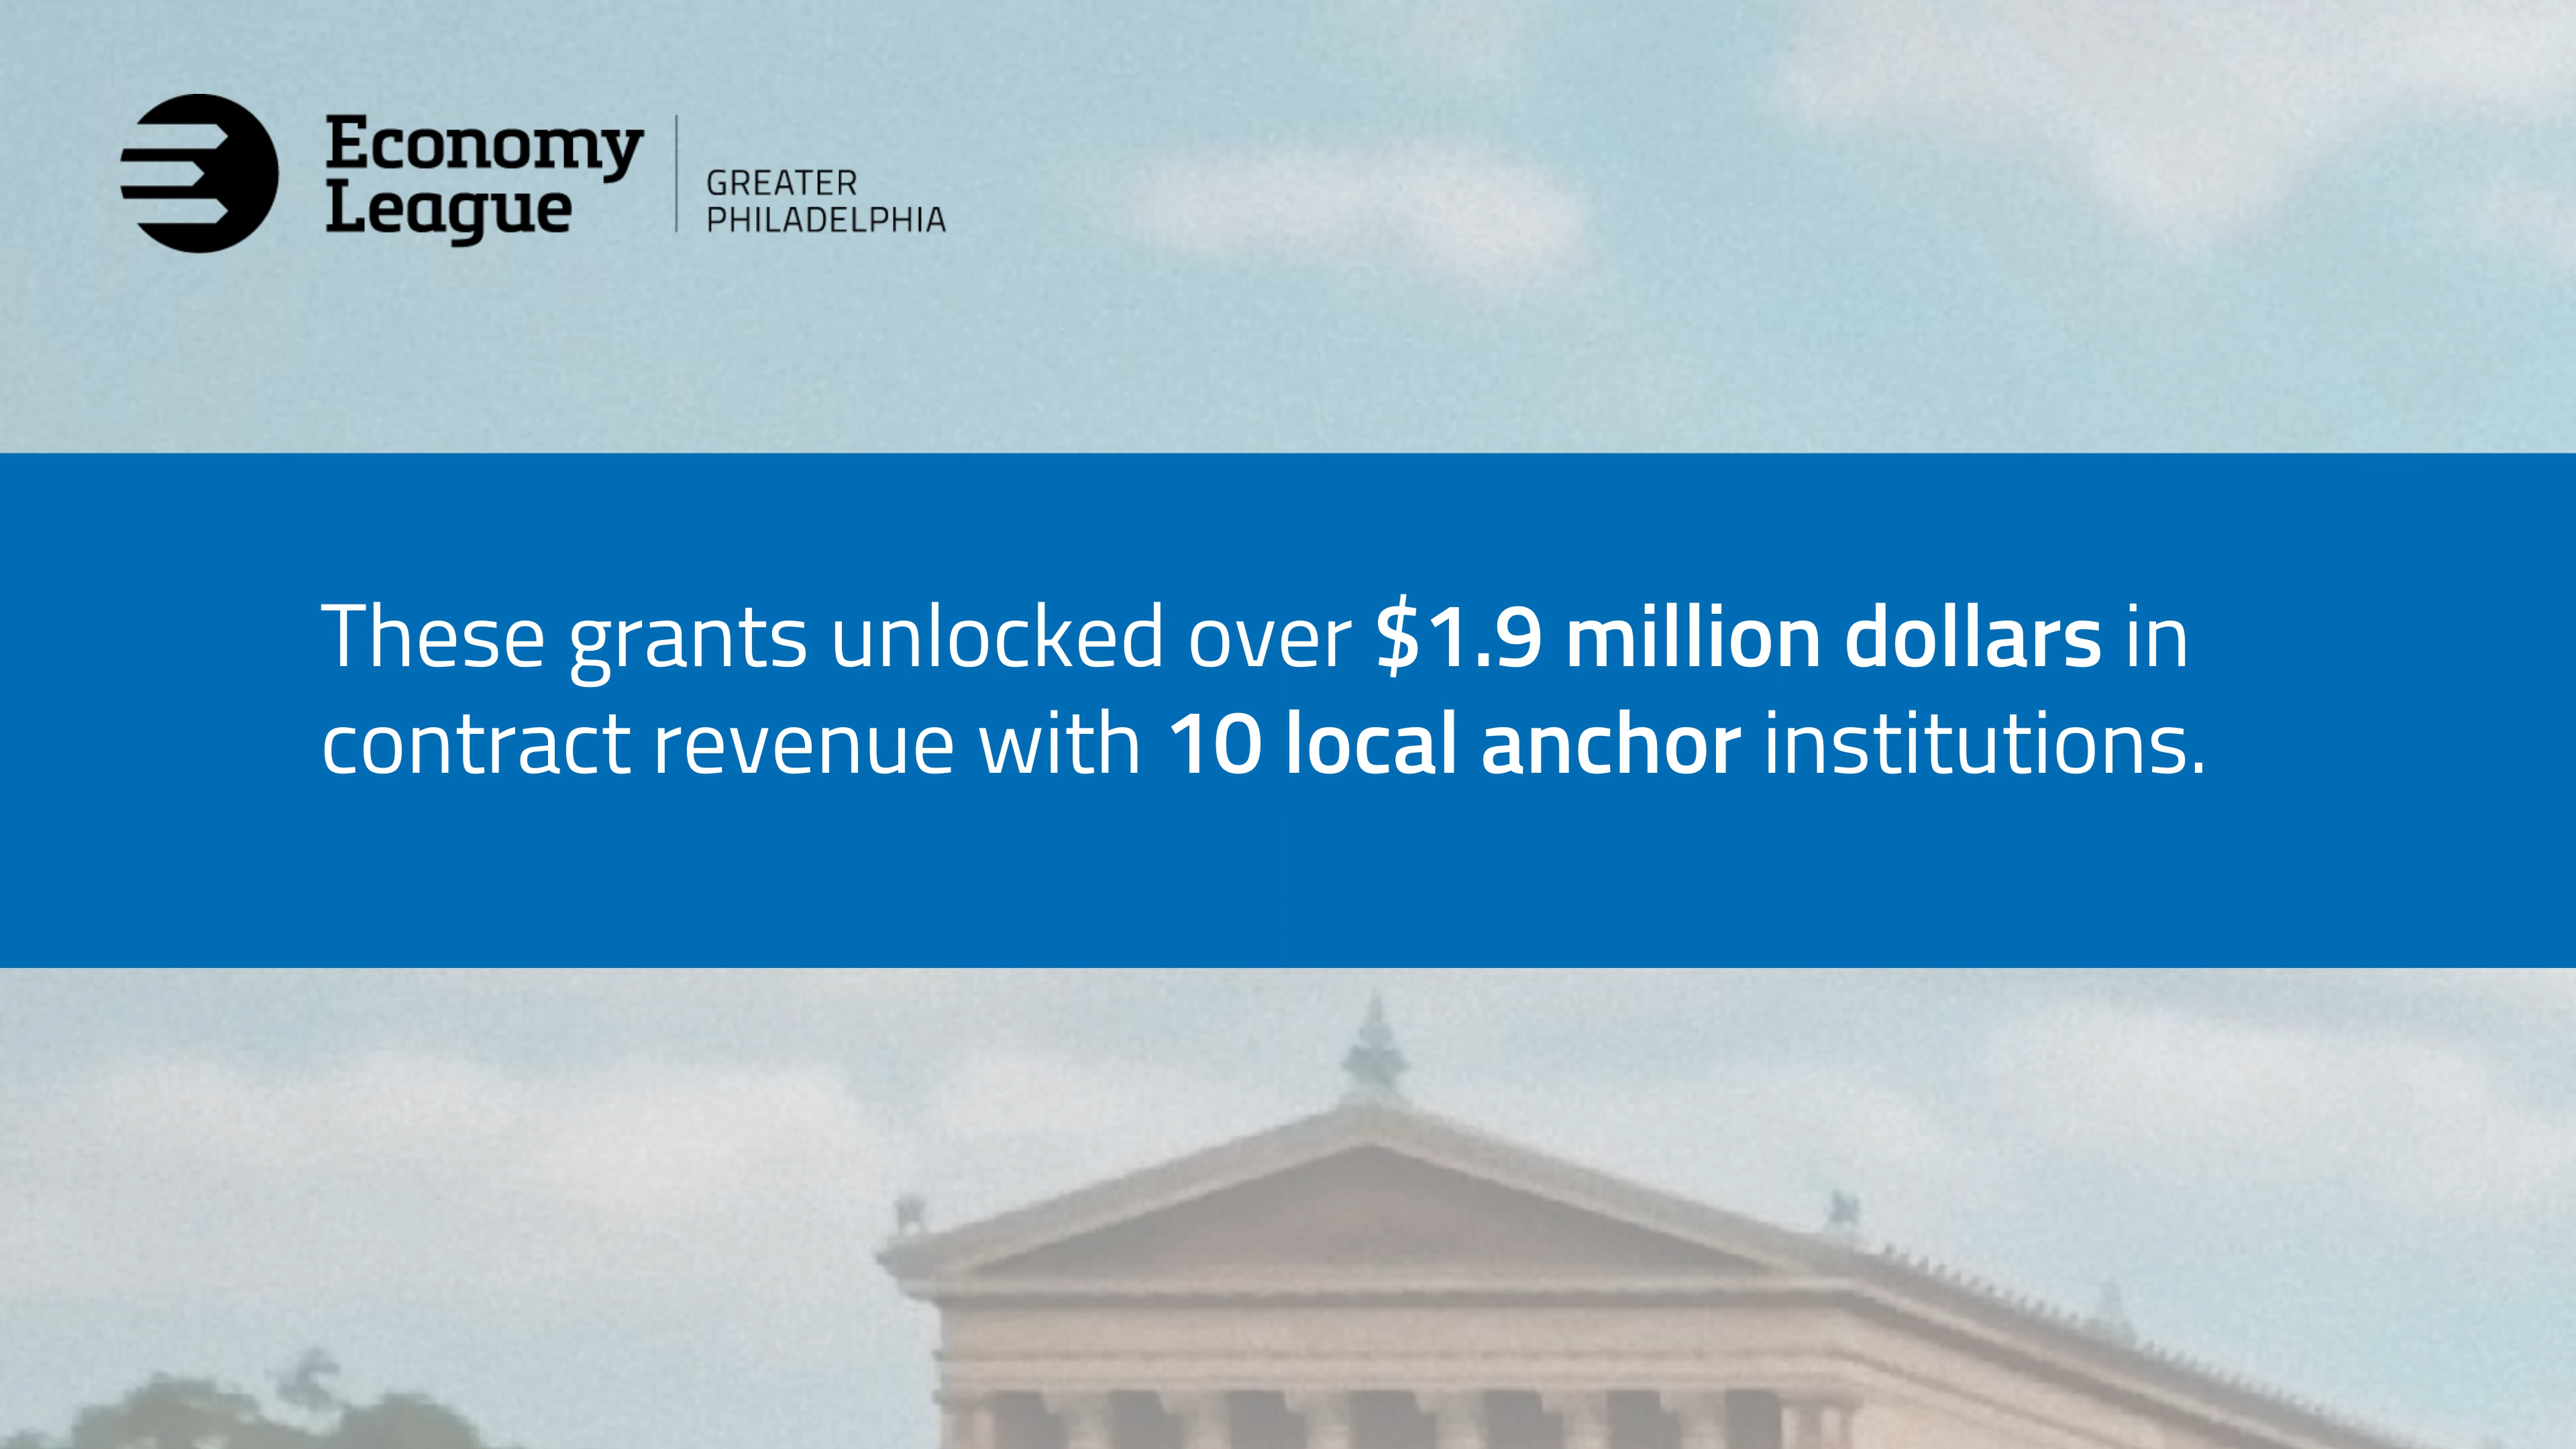 Economy
League
GREATER
PHILADELPHIA
These grants unlocked over $1.9 million dollars in
contract revenue with 10 local anchor institutions.